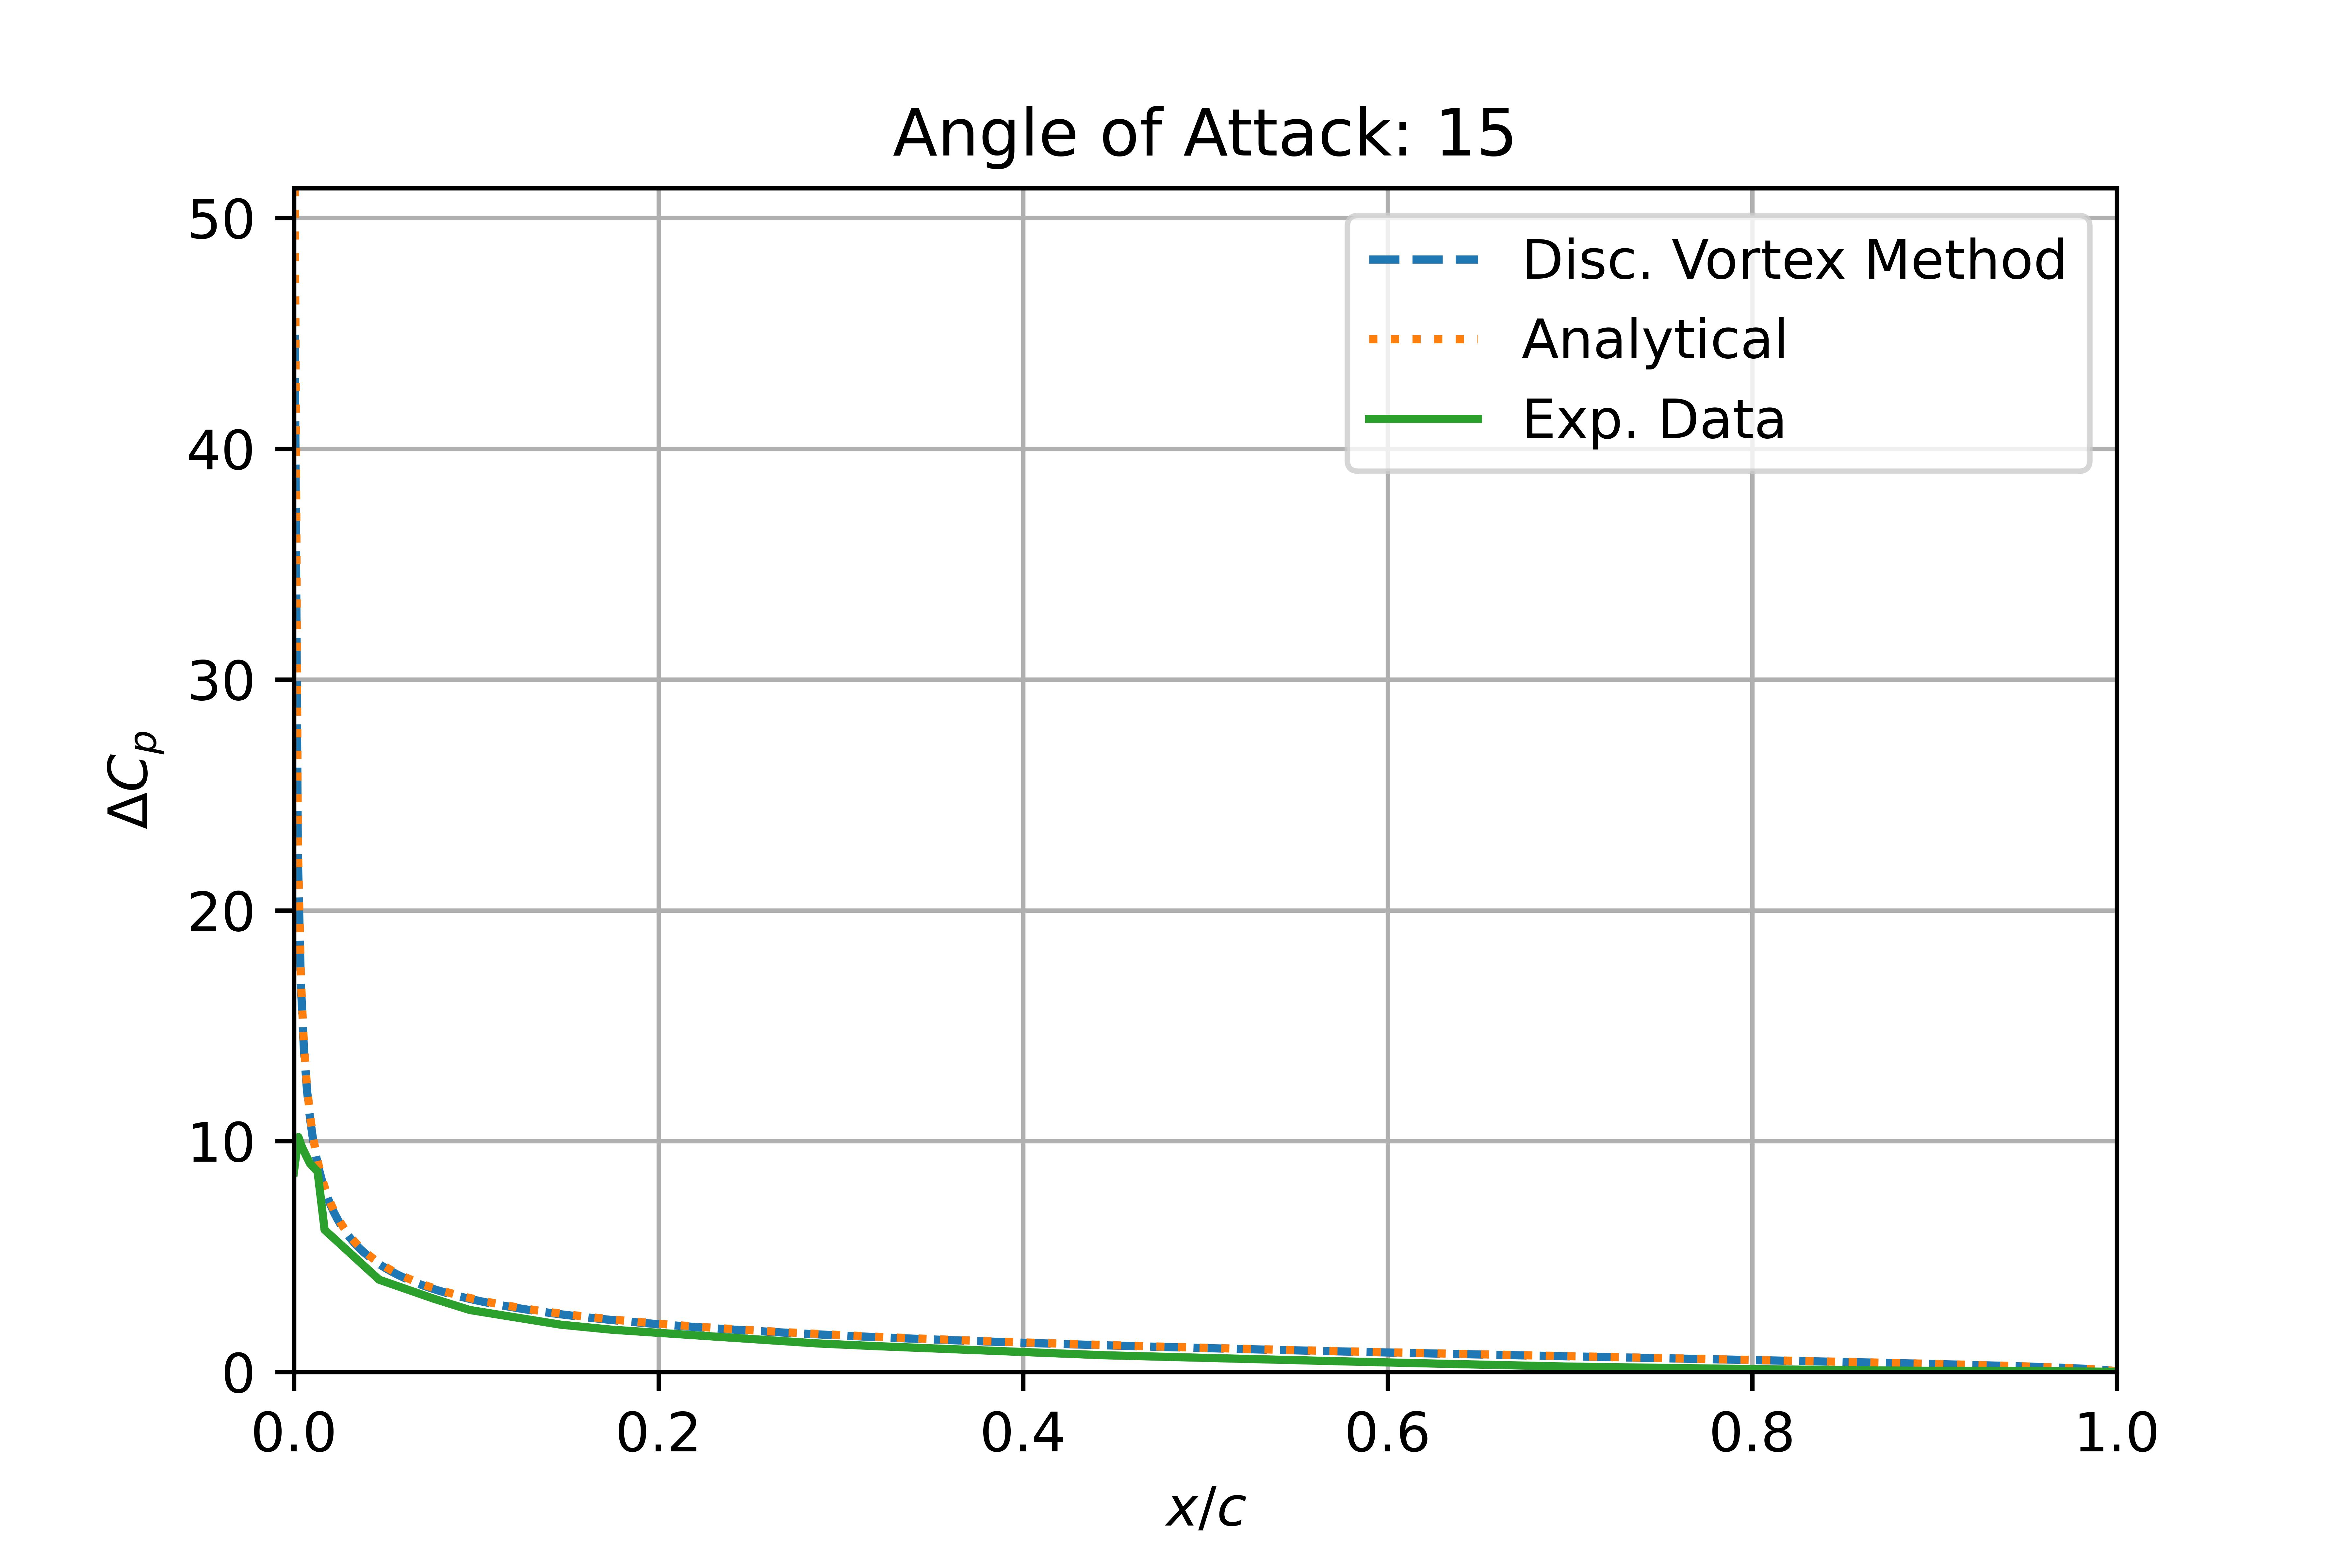 Angle of Attack: 15
50
40
30
20
10
0
ΔCp
Disc. Vortex Method
Analytical
Exp. Data
0.0 0.2 0.4 0.6 0.8 1.0
x/c